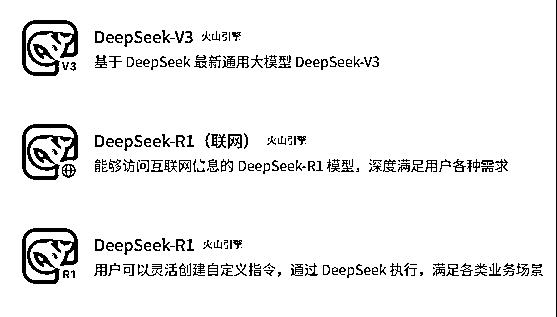 DeepSeek-V3 火山引擎
基于 DeepSeek 最新通用大模型 DeepSeek-V3
V3
DeepSeek-R1（联网） 火山引擎
能够访问互联网信息的 DeepSeek-R1 模型，深度满足用户各种需求
DeepSeek-R1 火山引擎
R1
用户可以灵活创建自定义指令，通过 DeepSeek 执行，满足各类业务场景